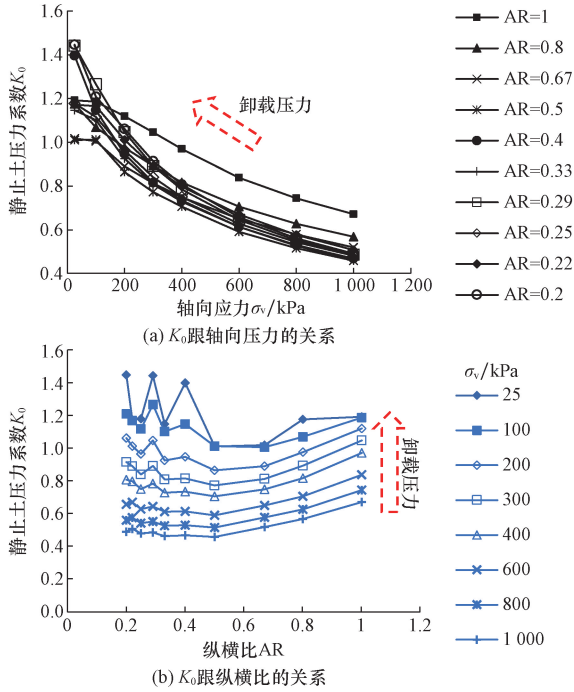 1.6
1.4
1.2
1.0
0.8
0.6
0.4
静止土压力系数K₀
0
200
400
600
800
1 000
1 200
轴向应力σᵥ/kPa
卸载压力
AR=1
AR=0.8
AR=0.67
AR=0.5
AR=0.4
AR=0.33
AR=0.29
AR=0.25
AR=0.22
AR=0.2
(a) K₀跟轴向压力的关系
1.6
1.4
1.2
1.0
0.8
0.6
0.4
0.2
0.0
静止土压力系数K₀
0.0
0.2
0.4
0.6
0.8
1
1.2
纵横比AR
卸载压力
σᵥ/kPa
25
100
200
300
400
600
800
1 000
(b) K₀跟纵横比的关系